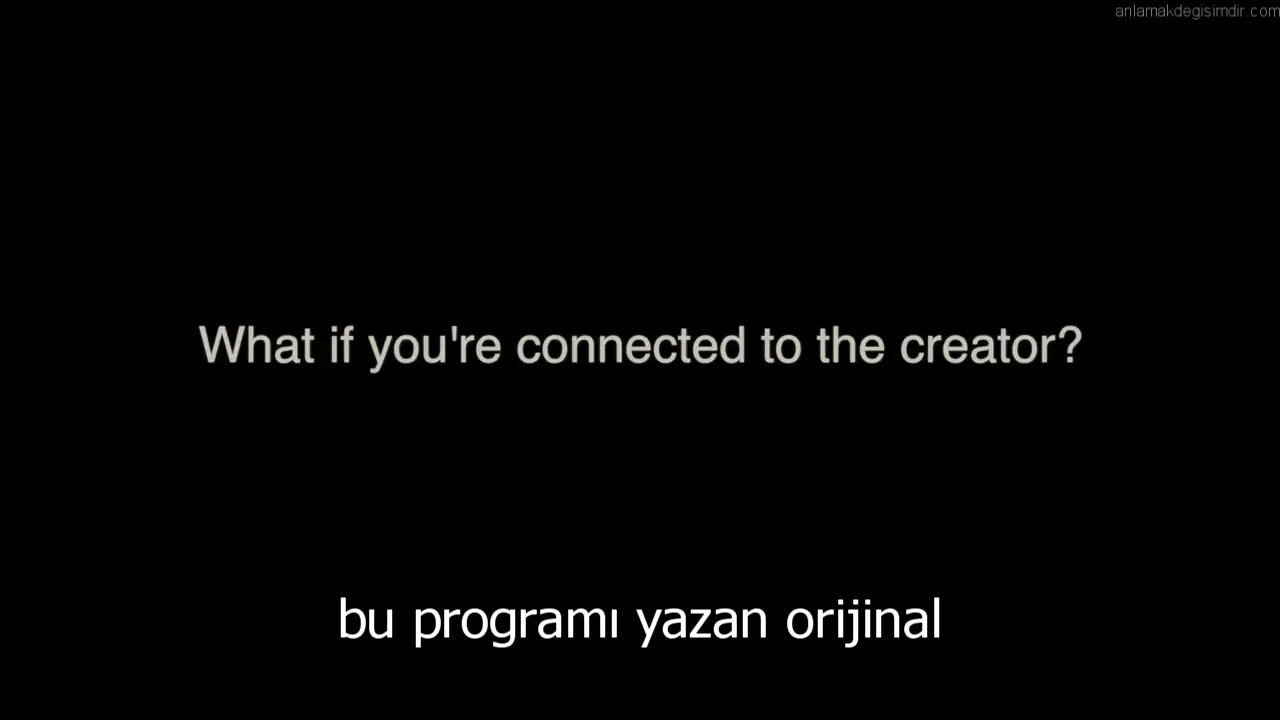 anlamakdegisimdir.com
What if you're connected to the creator?
bu programı yazan orijinal